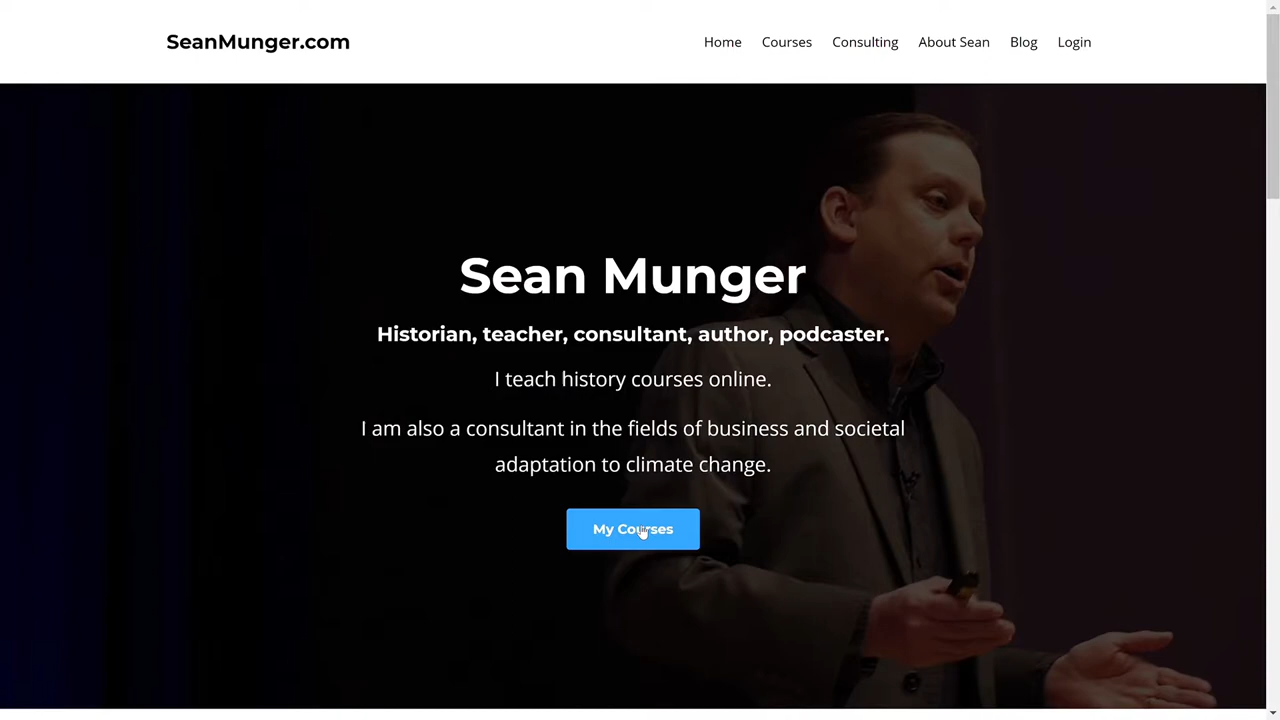 SeanMunger.com
Home Courses Consulting About Sean Blog Login
Sean Munger
Historian, teacher, consultant, author, podcaster.
I teach history courses online.
I am also a consultant in the fields of business and societal
adaptation to climate change.
My Courses